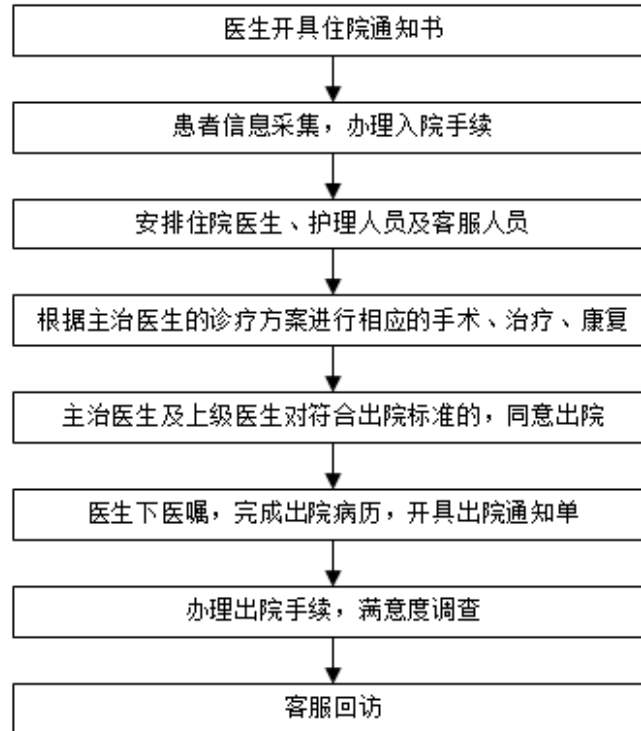 医生开具住院通知书
患者信息采集，办理入院手续
安排住院医生、护理人员及客服人员
根据主治医生的诊疗方案进行相应的手术、治疗、康复
主治医生及上级医生对符合出院标准的，同意出院
医生下医嘱，完成出院病历，开具出院通知单
办理出院手续，满意度调查
客服回访